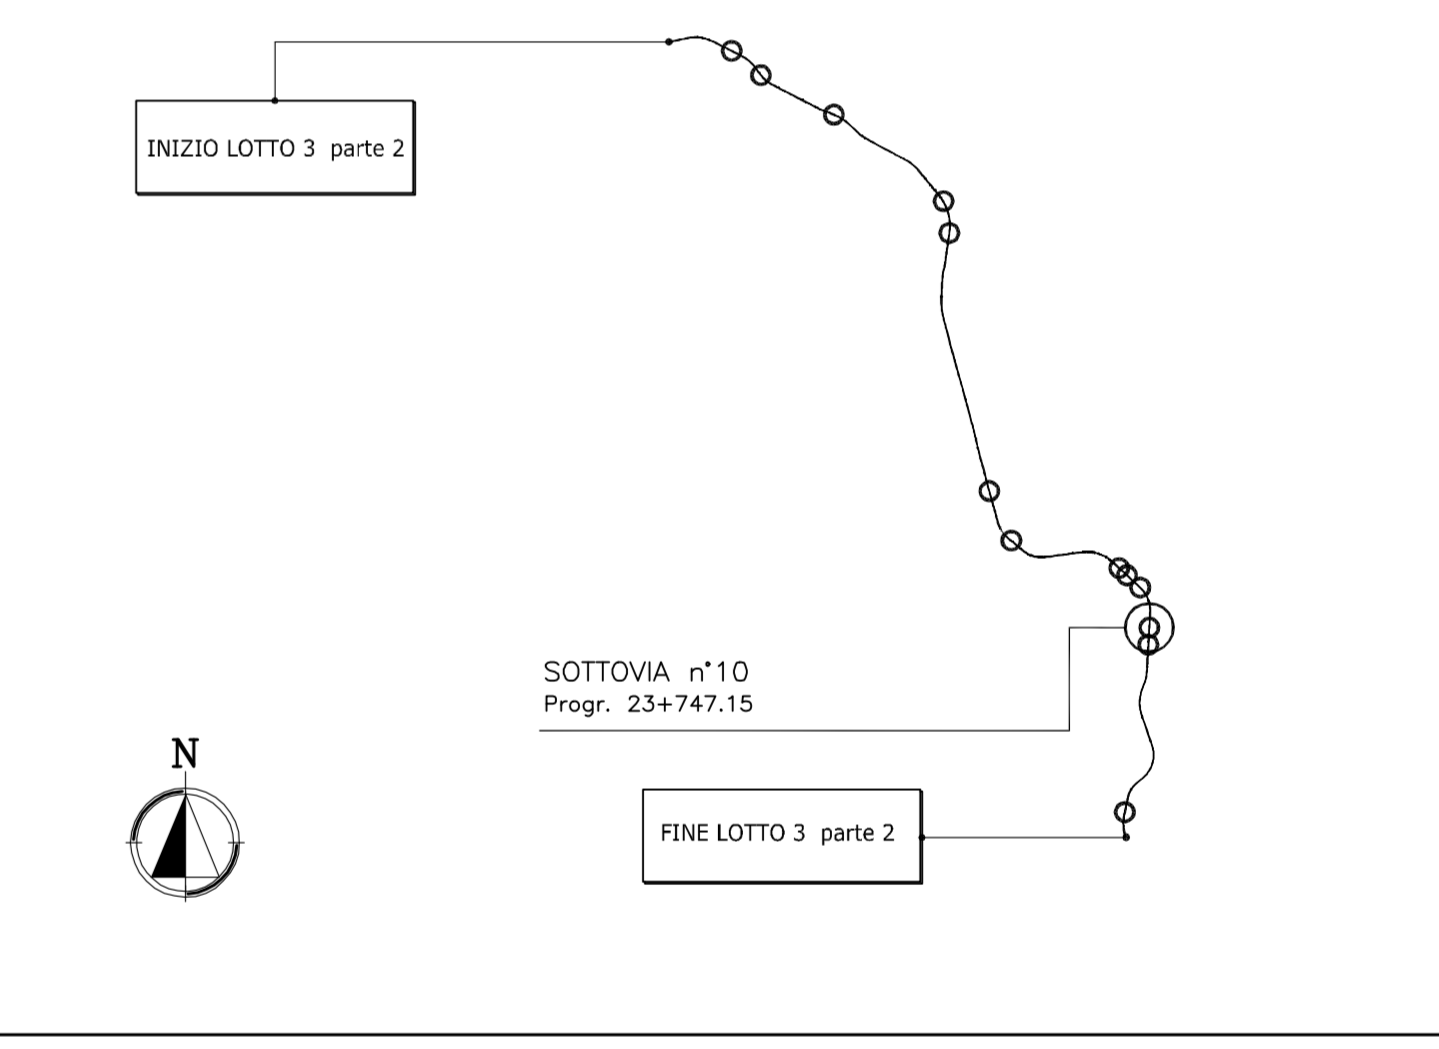 INIZIO LOTTO 3 parte 2
SOTTOVIA n°10
Progr. 23+747.15
N
FINE LOTTO 3 parte 2